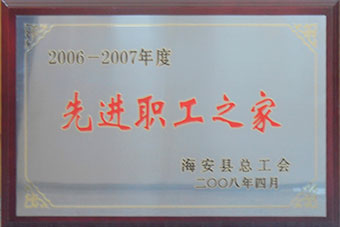 2006-2007年度
先进职工之家
海安县总工会
二〇〇八年四月